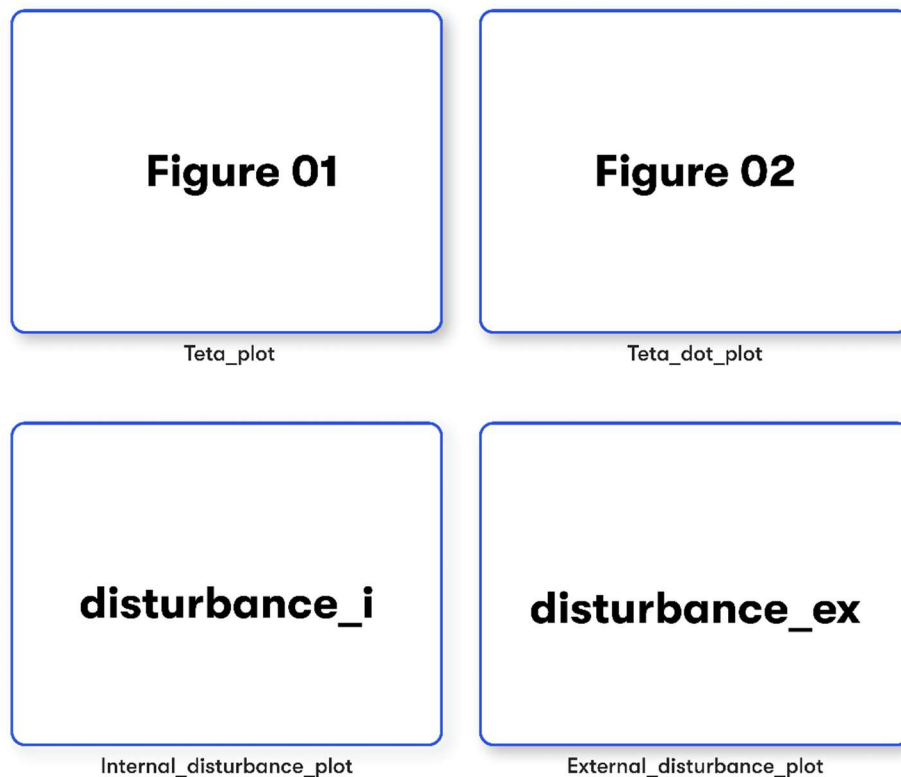 Figure 01
Figure 02
Teta_plot
Teta_dot_plot
disturbance_i
disturbance_ex
Internal_disturbance_plot
External_disturbance_plot